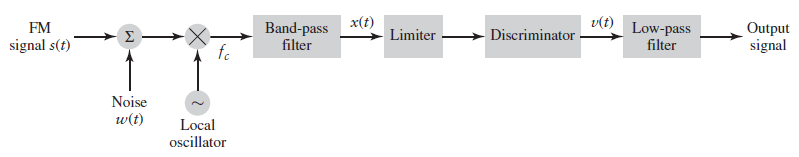 FM
signal s(t)
Σ
Noise
w(t)
f_c
~
Local
oscillator
Band-pass
filter
x(t)
Limiter
Discriminator
v(t)
Low-pass
filter
Output
signal